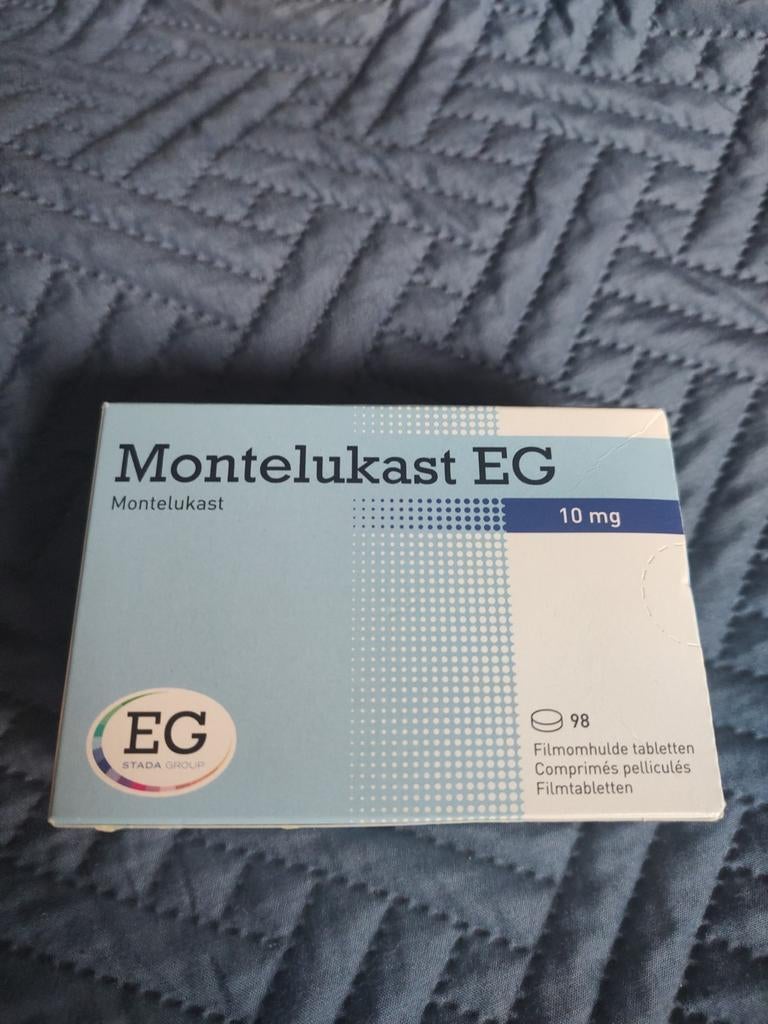 Montelukast EG
Montelukast
10 mg
98
Filmomhulde tabletten
Comprimés pelliculés
Filmtabletten
EG
STADA GROUP